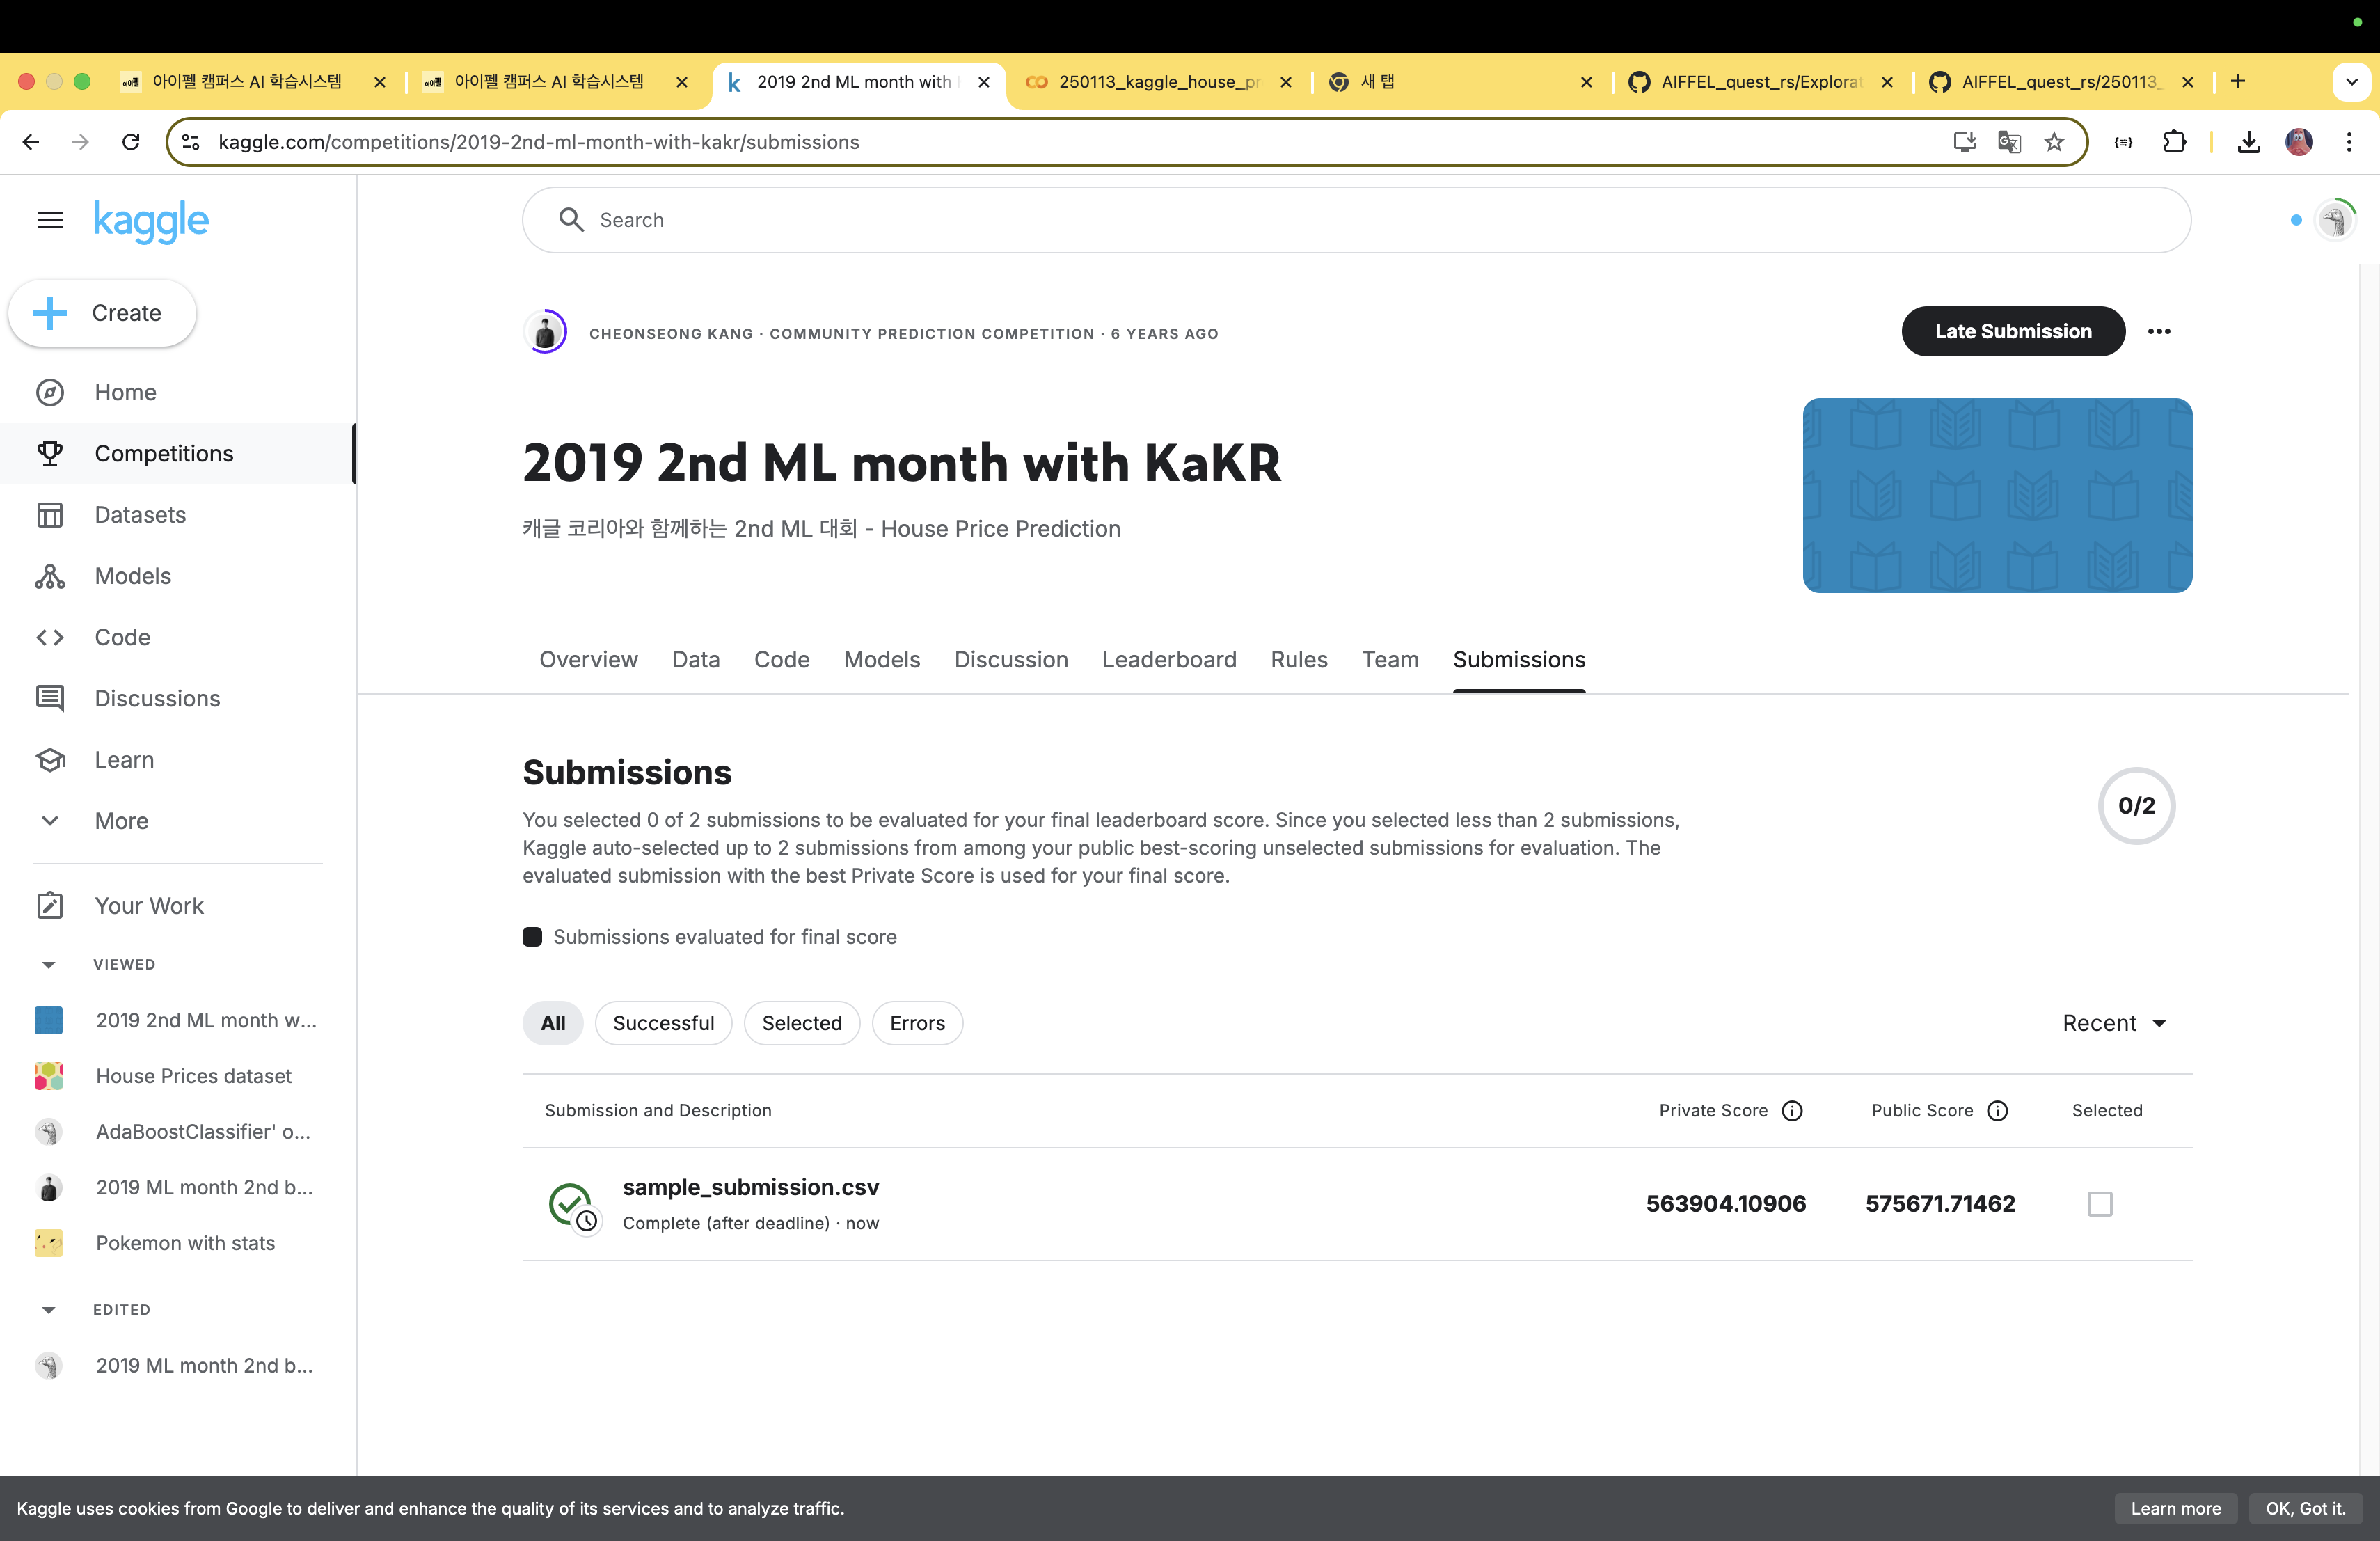 아이펠 캠퍼스 AI 학습시스템
아이펠 캠퍼스 AI 학습시스템
2019 2nd ML month with
250113_kaggle_house_pr
새 탭
AIFFEL_quest_rs/Explorat
AIFFEL_quest_rs/250113_
kaggle.com/competitions/2019-2nd-ml-month-with-kakr/submissions
kaggle
Search
Create
Home
Competitions
Datasets
Models
Code
Discussions
Learn
More
Your Work
VIEWED
2019 2nd ML month w...
House Prices dataset
AdaBoostClassifier' o...
2019 ML month 2nd b...
Pokemon with stats
EDITED
2019 ML month 2nd b...
CHEONSEONG KANG · COMMUNITY PREDICTION COMPETITION · 6 YEARS AGO
Late Submission
2019 2nd ML month with KaKR
캐글 코리아와 함께하는 2nd ML 대회 - House Price Prediction
Overview Data Code Models Discussion Leaderboard Rules Team Submissions
Submissions
0/2
You selected 0 of 2 submissions to be evaluated for your final leaderboard score. Since you selected less than 2 submissions,
Kaggle auto-selected up to 2 submissions from among your public best-scoring unselected submissions for evaluation. The
evaluated submission with the best Private Score is used for your final score.
Submissions evaluated for final score
All Successful Selected Errors Recent
Submission and Description Private Score Public Score Selected
sample_submission.csv 563904.10906 575671.71462
Complete (after deadline) · now
Kaggle uses cookies from Google to deliver and enhance the quality of its services and to analyze traffic. Learn more OK, Got it.